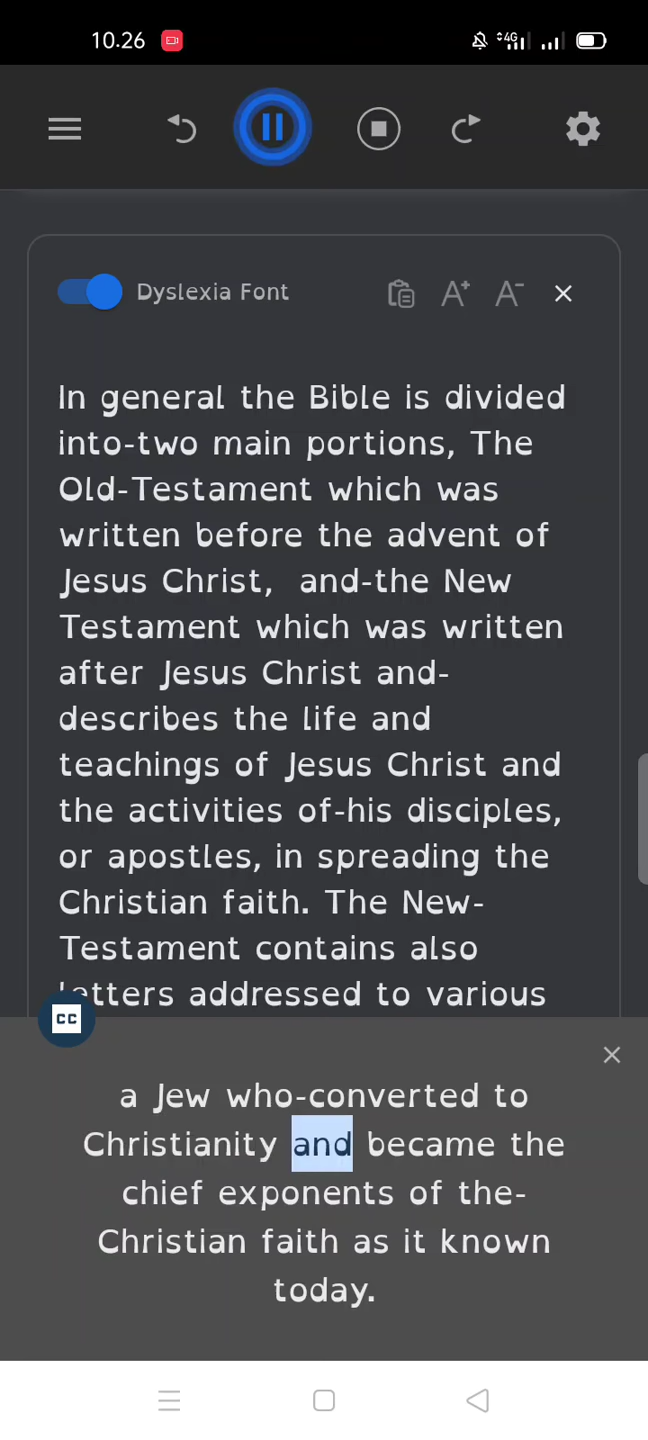 10.26
4G
Dyslexia Font
A+
A-
In general the Bible is divided
into-two main portions, The
Old-Testament which was
written before the advent of
Jesus Christ,  and-the New
Testament which was written
after Jesus Christ and-
describes the life and
teachings of Jesus Christ and
the activities of-his disciples,
or apostles, in spreading the
Christian faith. The New-
Testament contains also
letters addressed to various
CC
a Jew who-converted to
Christianity and became the
chief exponents of the-
Christian faith as it known
today.